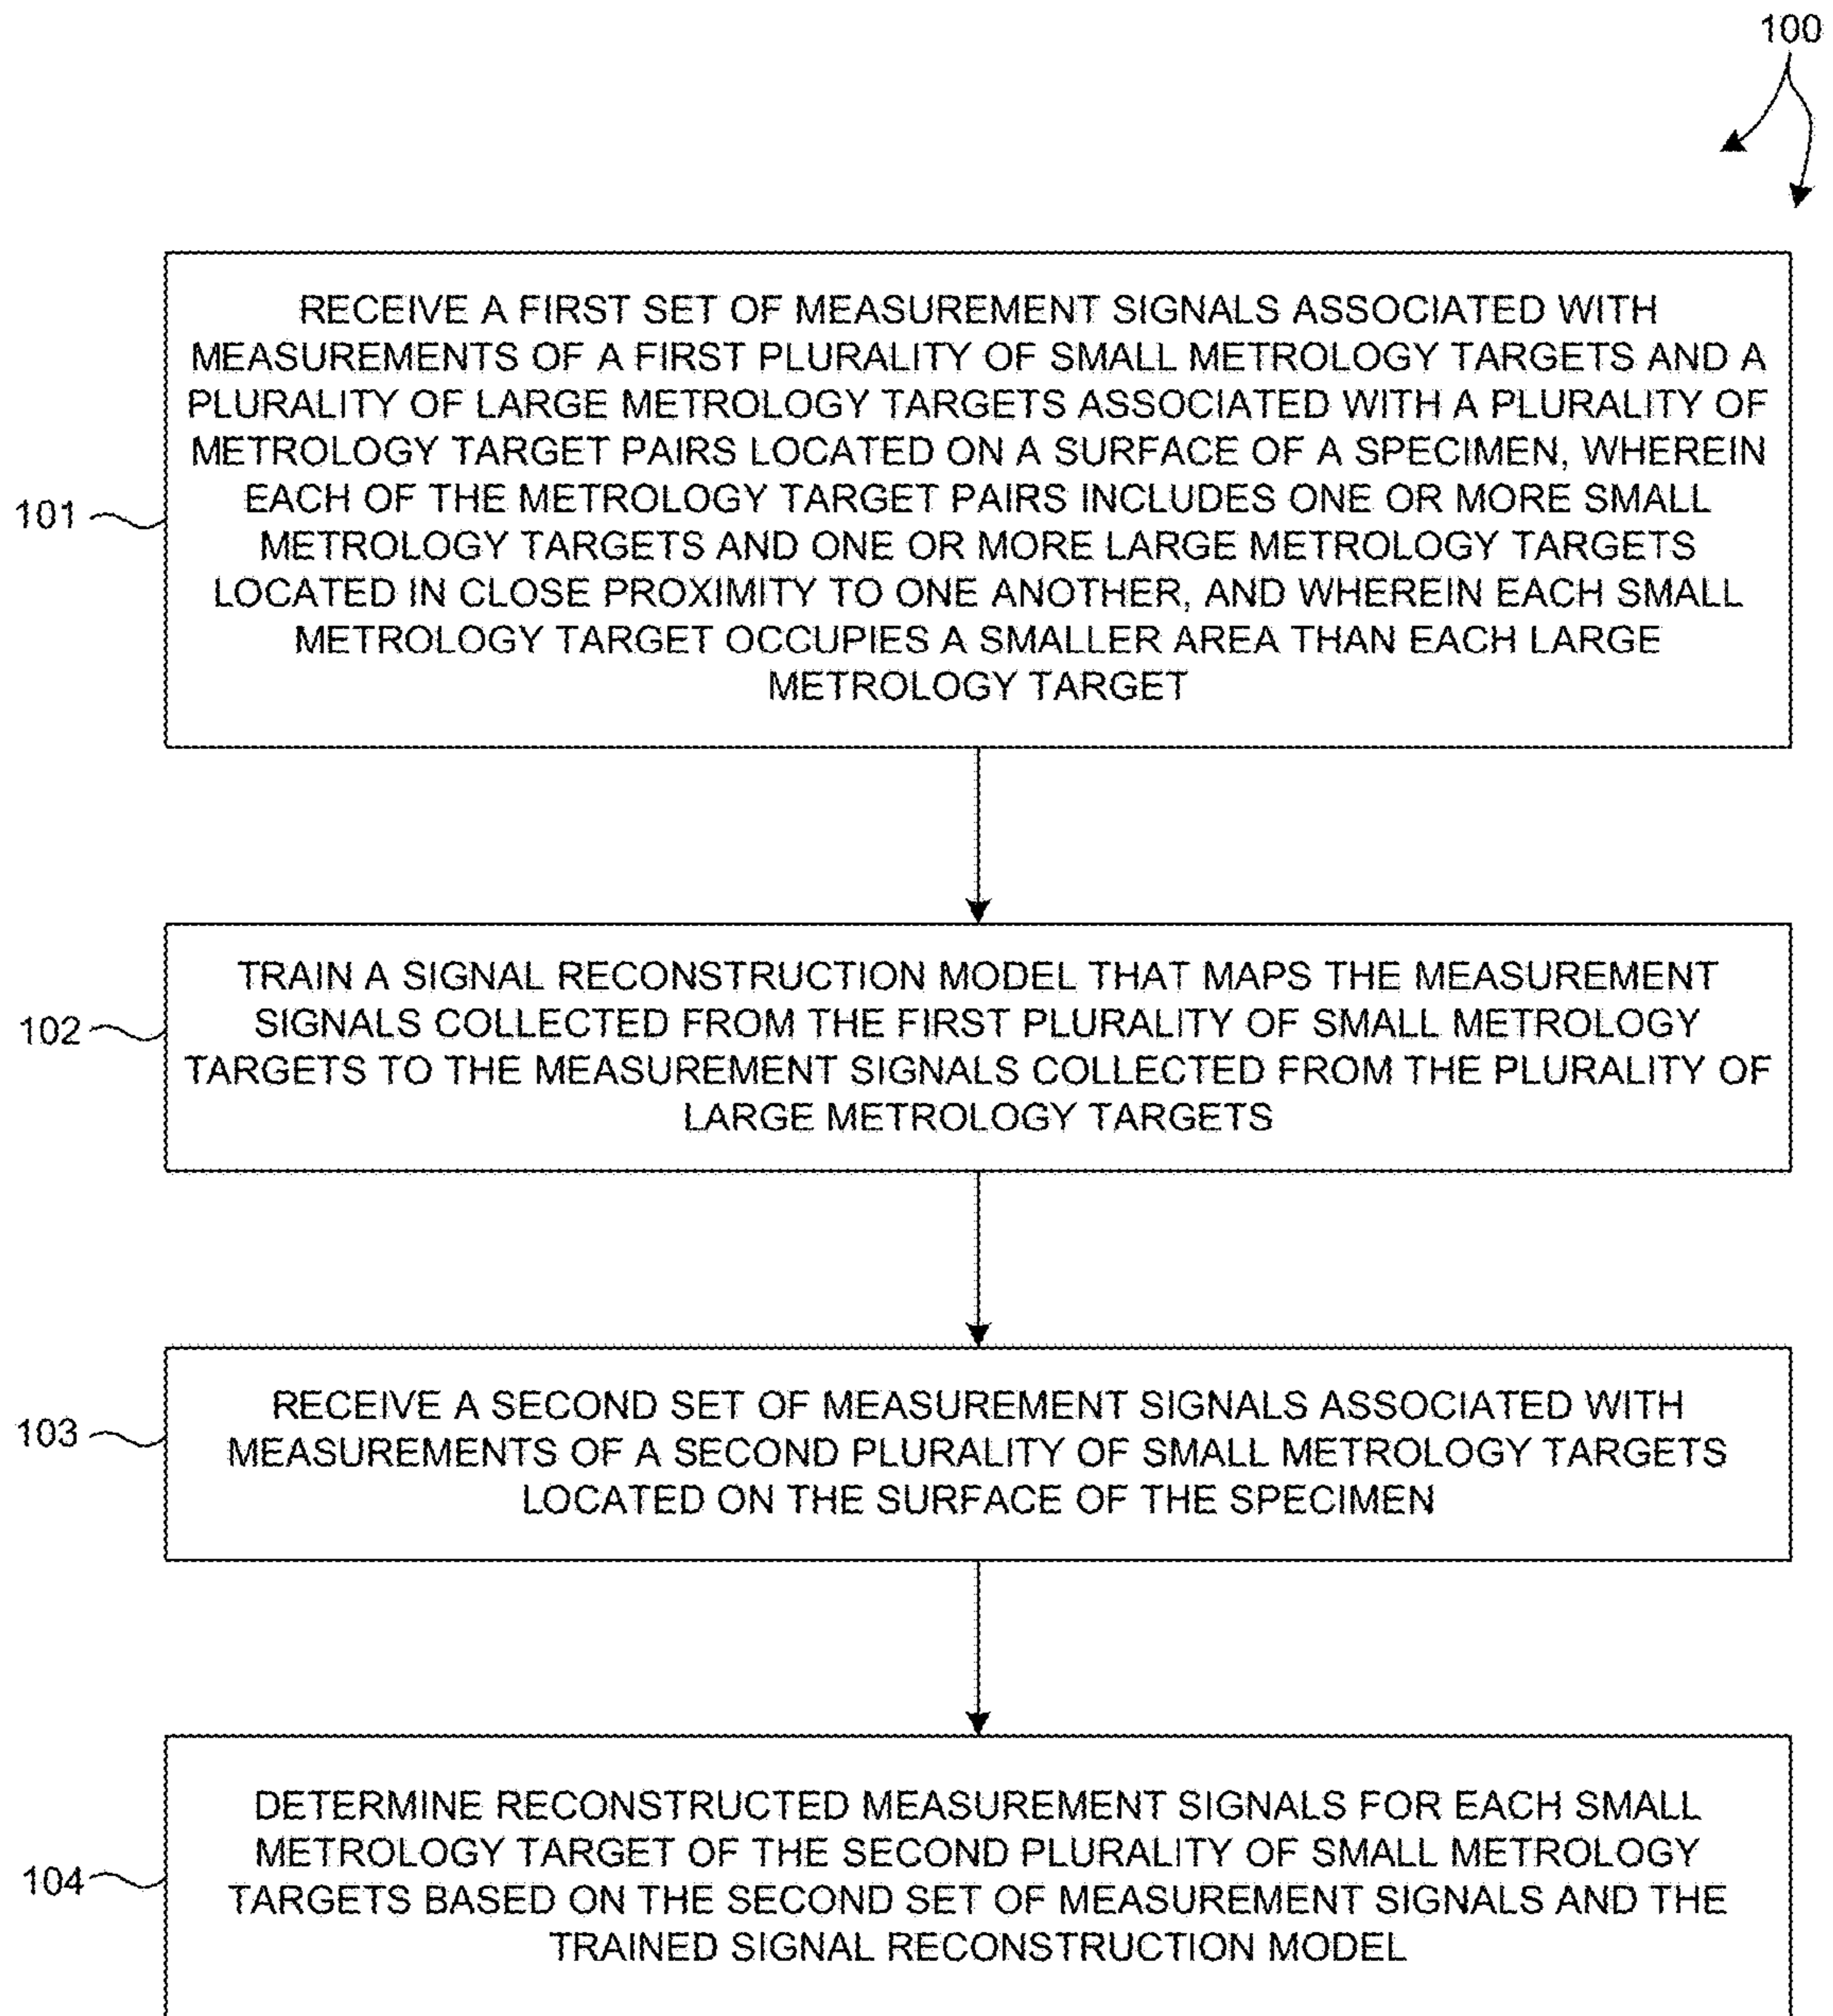 100
RECEIVE A FIRST SET OF MEASUREMENT SIGNALS ASSOCIATED WITH
MEASUREMENTS OF A FIRST PLURALITY OF SMALL METROLOGY TARGETS AND A
PLURALITY OF LARGE METROLOGY TARGETS ASSOCIATED WITH A PLURALITY OF
METROLOGY TARGET PAIRS LOCATED ON A SURFACE OF A SPECIMEN, WHEREIN
EACH OF THE METROLOGY TARGET PAIRS INCLUDES ONE OR MORE SMALL
METROLOGY TARGETS AND ONE OR MORE LARGE METROLOGY TARGETS
LOCATED IN CLOSE PROXIMITY TO ONE ANOTHER, AND WHEREIN EACH SMALL
METROLOGY TARGET OCCUPIES A SMALLER AREA THAN EACH LARGE
METROLOGY TARGET
101
TRAIN A SIGNAL RECONSTRUCTION MODEL THAT MAPS THE MEASUREMENT
SIGNALS COLLECTED FROM THE FIRST PLURALITY OF SMALL METROLOGY
TARGETS TO THE MEASUREMENT SIGNALS COLLECTED FROM THE PLURALITY OF
LARGE METROLOGY TARGETS
102
RECEIVE A SECOND SET OF MEASUREMENT SIGNALS ASSOCIATED WITH
MEASUREMENTS OF A SECOND PLURALITY OF SMALL METROLOGY TARGETS
LOCATED ON THE SURFACE OF THE SPECIMEN
103
DETERMINE RECONSTRUCTED MEASUREMENT SIGNALS FOR EACH SMALL
METROLOGY TARGET OF THE SECOND PLURALITY OF SMALL METROLOGY
TARGETS BASED ON THE SECOND SET OF MEASUREMENT SIGNALS AND THE
TRAINED SIGNAL RECONSTRUCTION MODEL
104